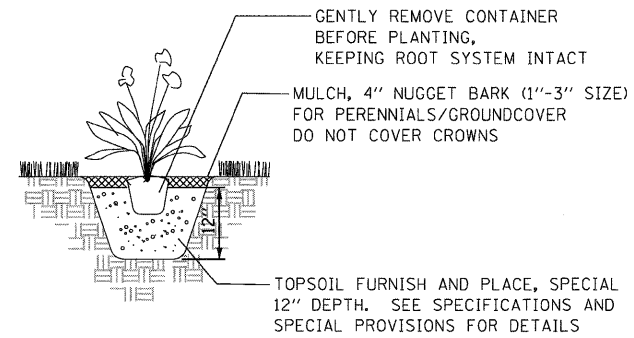 GENTLY REMOVE CONTAINER
BEFORE PLANTING,
KEEPING ROOT SYSTEM INTACT
MULCH, 4" NUGGET BARK (1"-3" SIZE)
FOR PERENNIALS/GROUNDCOVER
DO NOT COVER CROWNS
12"
TOPSOIL FURNISH AND PLACE, SPECIAL
12" DEPTH. SEE SPECIFICATIONS AND
SPECIAL PROVISIONS FOR DETAILS